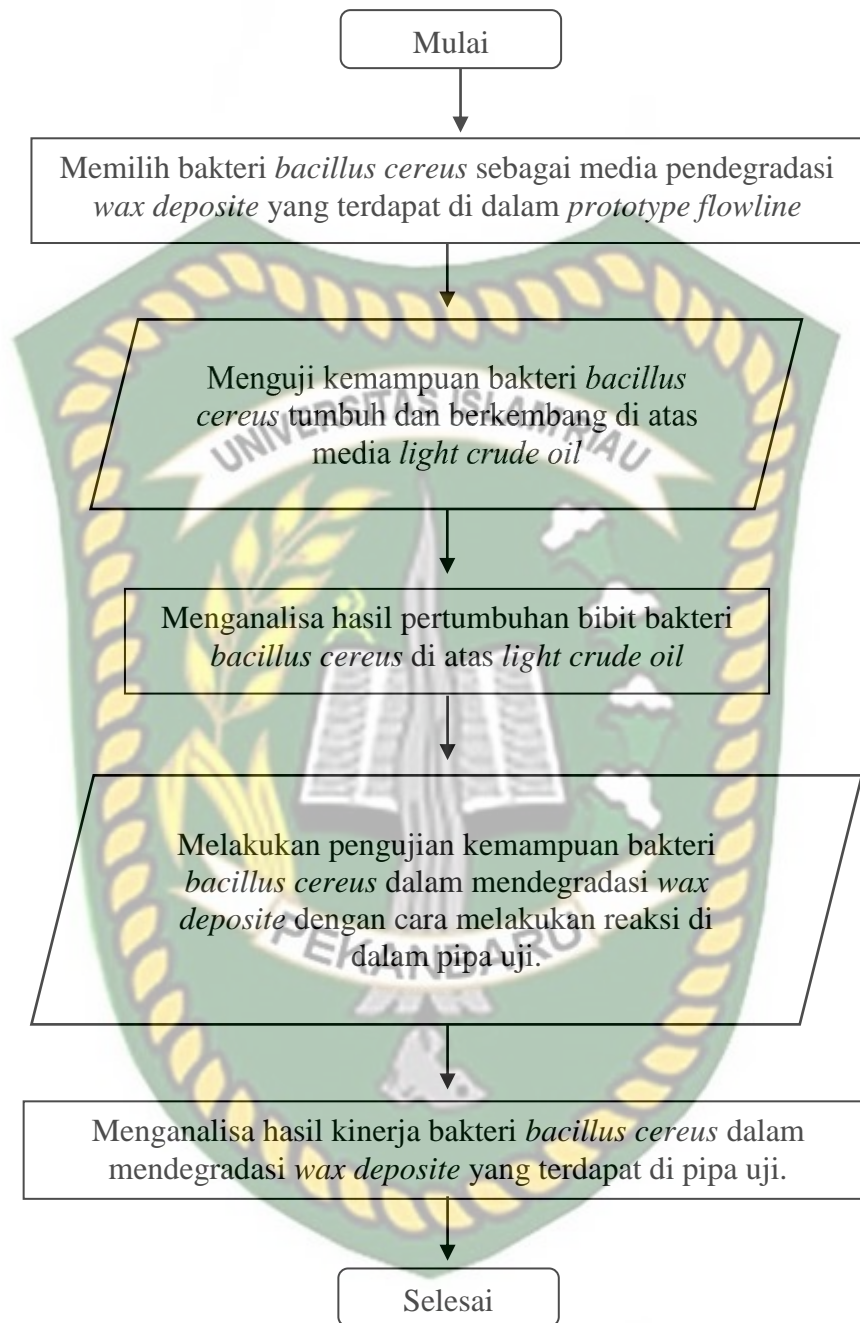 Mulai
Memilih bakteri bacillus cereus sebagai media pendegradasi
wax deposite yang terdapat di dalam prototype flowline
Menguji kemampuan bakteri bacillus
cereus tumbuh dan berkembang di atas
media light crude oil
UNIVERSITAS ISLAM RIAU
Menganalisa hasil pertumbuhan bibit bakteri
bacillus cereus di atas light crude oil
Melakukan pengujian kemampuan bakteri
bacillus cereus dalam mendegradasi wax
deposite dengan cara melakukan reaksi di
dalam pipa uji.
PEKANBARU
Menganalisa hasil kinerja bakteri bacillus cereus dalam
mendegradasi wax deposite yang terdapat di pipa uji.
Selesai